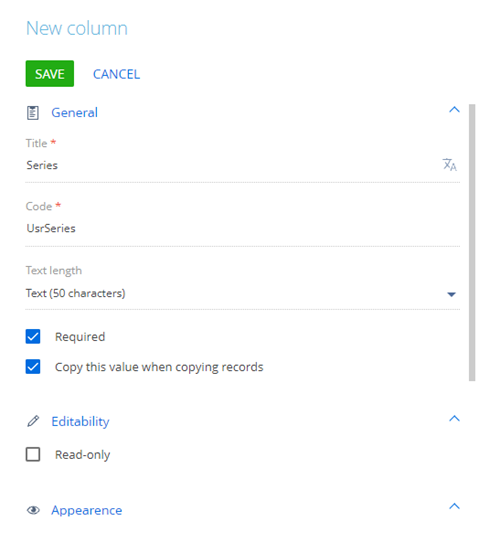 New column
SAVE CANCEL
General
Title *
Series
Code *
UsrSeries
Text length
Text (50 characters)
Required
Copy this value when copying records
Editability
Read-only
Appearence